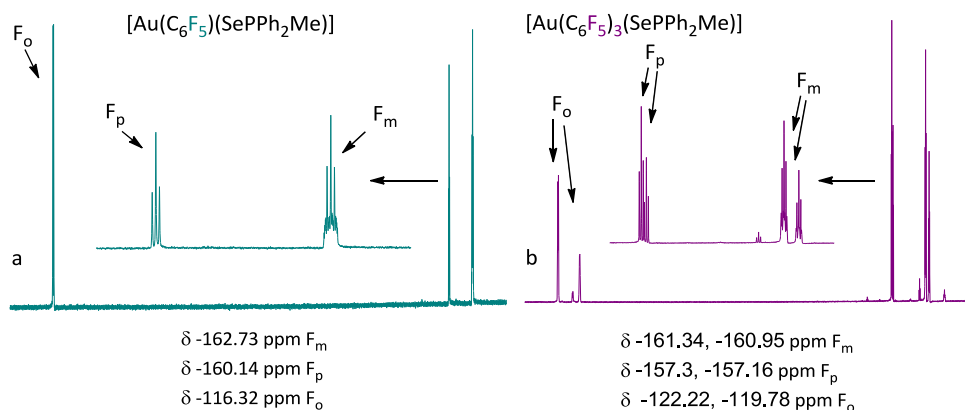 [Au(C₆F₅)(SePPh₂Me)]
Fₒ
Fₚ
Fₘ
a
δ -162.73 ppm Fₘ
δ -160.14 ppm Fₚ
δ -116.32 ppm Fₒ
[Au(C₆F₅)₃(SePPh₂Me)]
Fₚ
Fₘ
Fₒ
b
δ -161.34, -160.95 ppm Fₘ
δ -157.3, -157.16 ppm Fₚ
δ -122.22, -119.78 ppm Fₒ